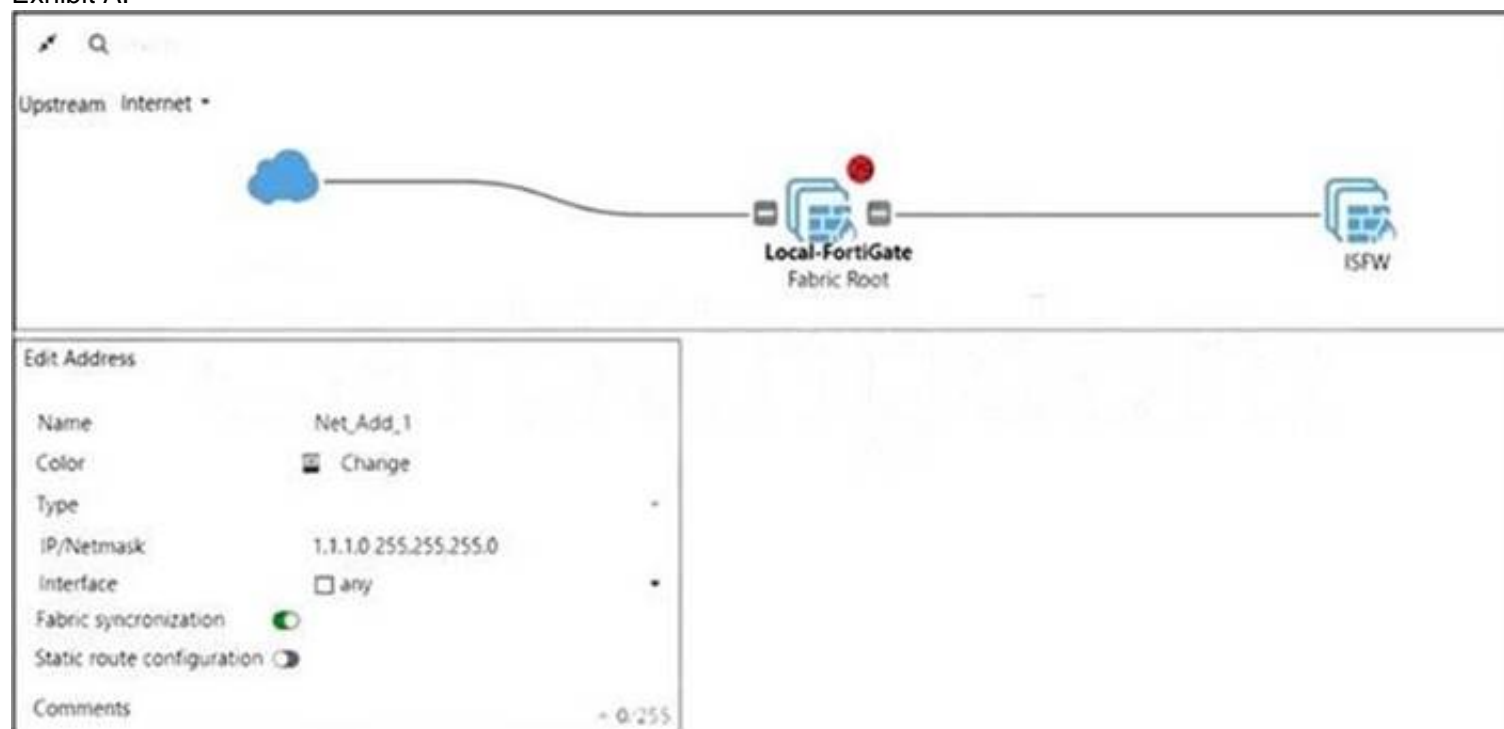 Exhibit A.
Upstream Internet
Local-FortiGate
Fabric Root
ISFW
Edit Address
Name Net_Add_1
Color Change
Type
IP/Netmask 1.1.1.0 255.255.255.0
Interface any
Fabric syncronization
Static route configuration
Comments 0/255